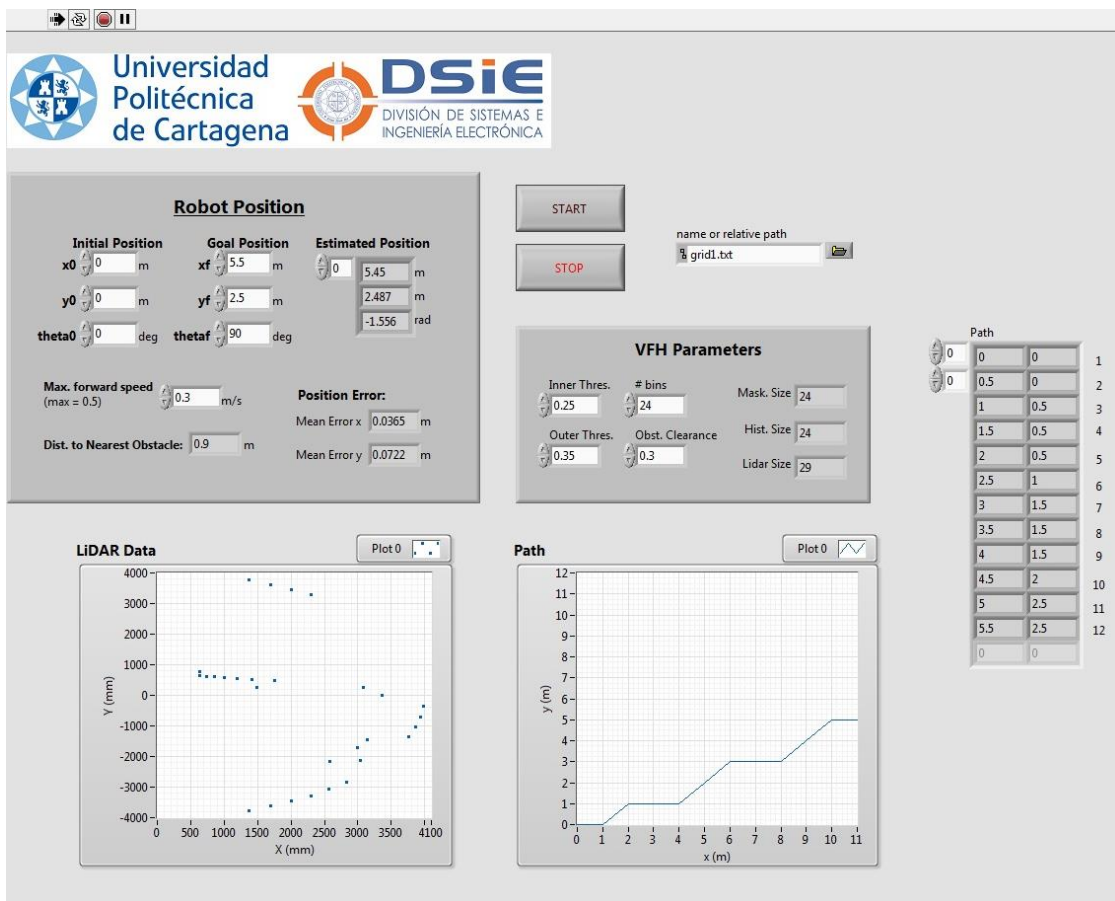 Universidad
Politécnica
de Cartagena
DSiE
DIVISIÓN DE SISTEMAS E
INGENIERÍA ELECTRÓNICA
Robot Position
Initial Position Goal Position Estimated Position
x0 0 m xf 5.5 m 0 5.45 m
y0 0 m yf 2.5 m 2.487 m
theta0 0 deg thetaf 90 deg -1.556 rad
Max. forward speed
(max = 0.5) 0.3 m/s
Position Error:
Mean Error x 0.0365 m
Dist. to Nearest Obstacle: 0.9 m
Mean Error y 0.0722 m
START
STOP
name or relative path
grid1.txt
VFH Parameters
Inner Thres. # bins Mask. Size 24
0.25 24
Outer Thres. Obst. Clearance Hist. Size 24
0.35 0.3
Lidar Size 29
Path
0 0 0 1
0 0.5 0 2
1 0.5 3
1.5 0.5 4
2 0.5 5
2.5 1 6
3 1.5 7
3.5 1.5 8
4 1.5 9
4.5 2 10
5 2.5 11
5.5 2.5 12
0 0
LiDAR Data Plot 0
4000
3000
2000
1000
0
-1000
-2000
-3000
-4000
Y (mm)
0 500 1000 1500 2000 2500 3000 3500 4100
X (mm)
Path Plot 0
12
11
10
9
8
7
6
5
4
3
2
1
0
y (m)
0 1 2 3 4 5 6 7 8 9 10 11
x (m)